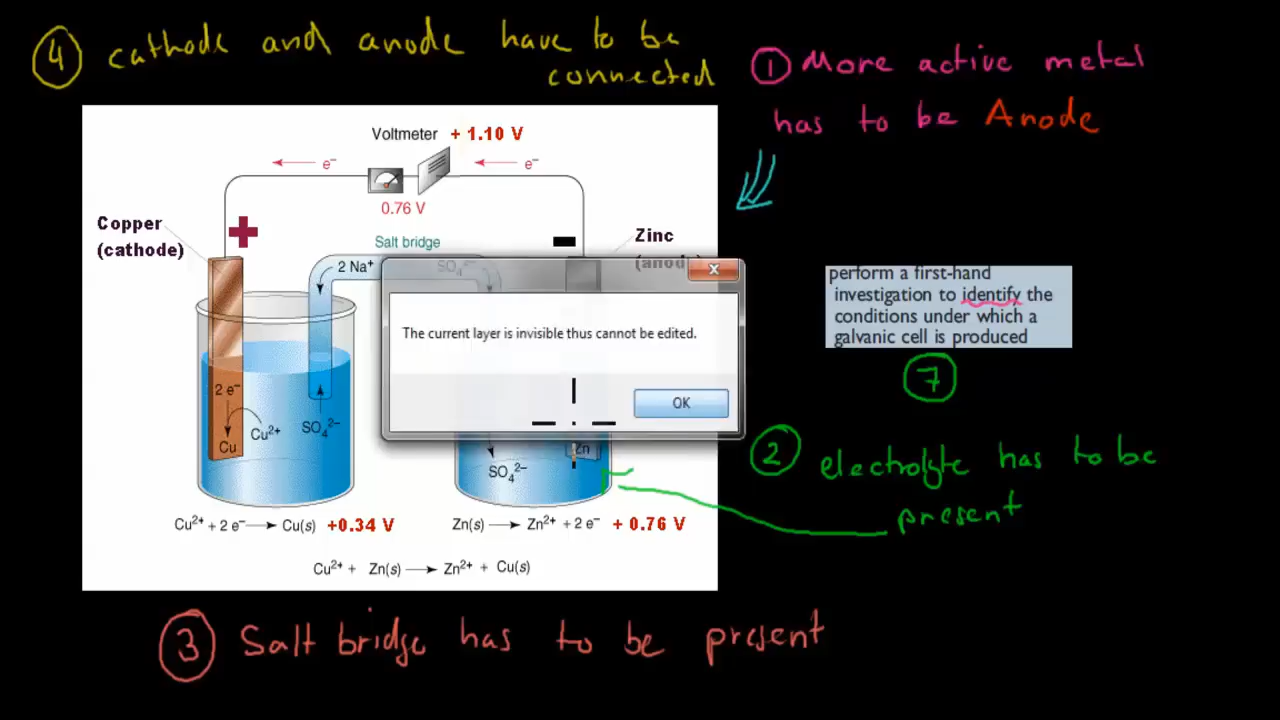 ④ cathode and anode have to be
connected
① More active metal
has to be Anode
Voltmeter + 1.10 V
e⁻ e⁻
0.76 V
Copper
(cathode)
+
Salt bridge
−
Zinc
(anod
2 Na⁺
SO₄²⁻
The current layer is invisible thus cannot be edited.
OK
perform a first-hand
investigation to identify the
conditions under which a
galvanic cell is produced
7
2 e⁻
Cu²⁺
Cu
SO₄²⁻
Zn
SO₄²⁻
② electrolyte has to be
present
Cu²⁺ + 2 e⁻ → Cu(s) +0.34 V
Zn(s) → Zn²⁺ + 2 e⁻ + 0.76 V
Cu²⁺ + Zn(s) → Zn²⁺ + Cu(s)
③ Salt bridge has to be present